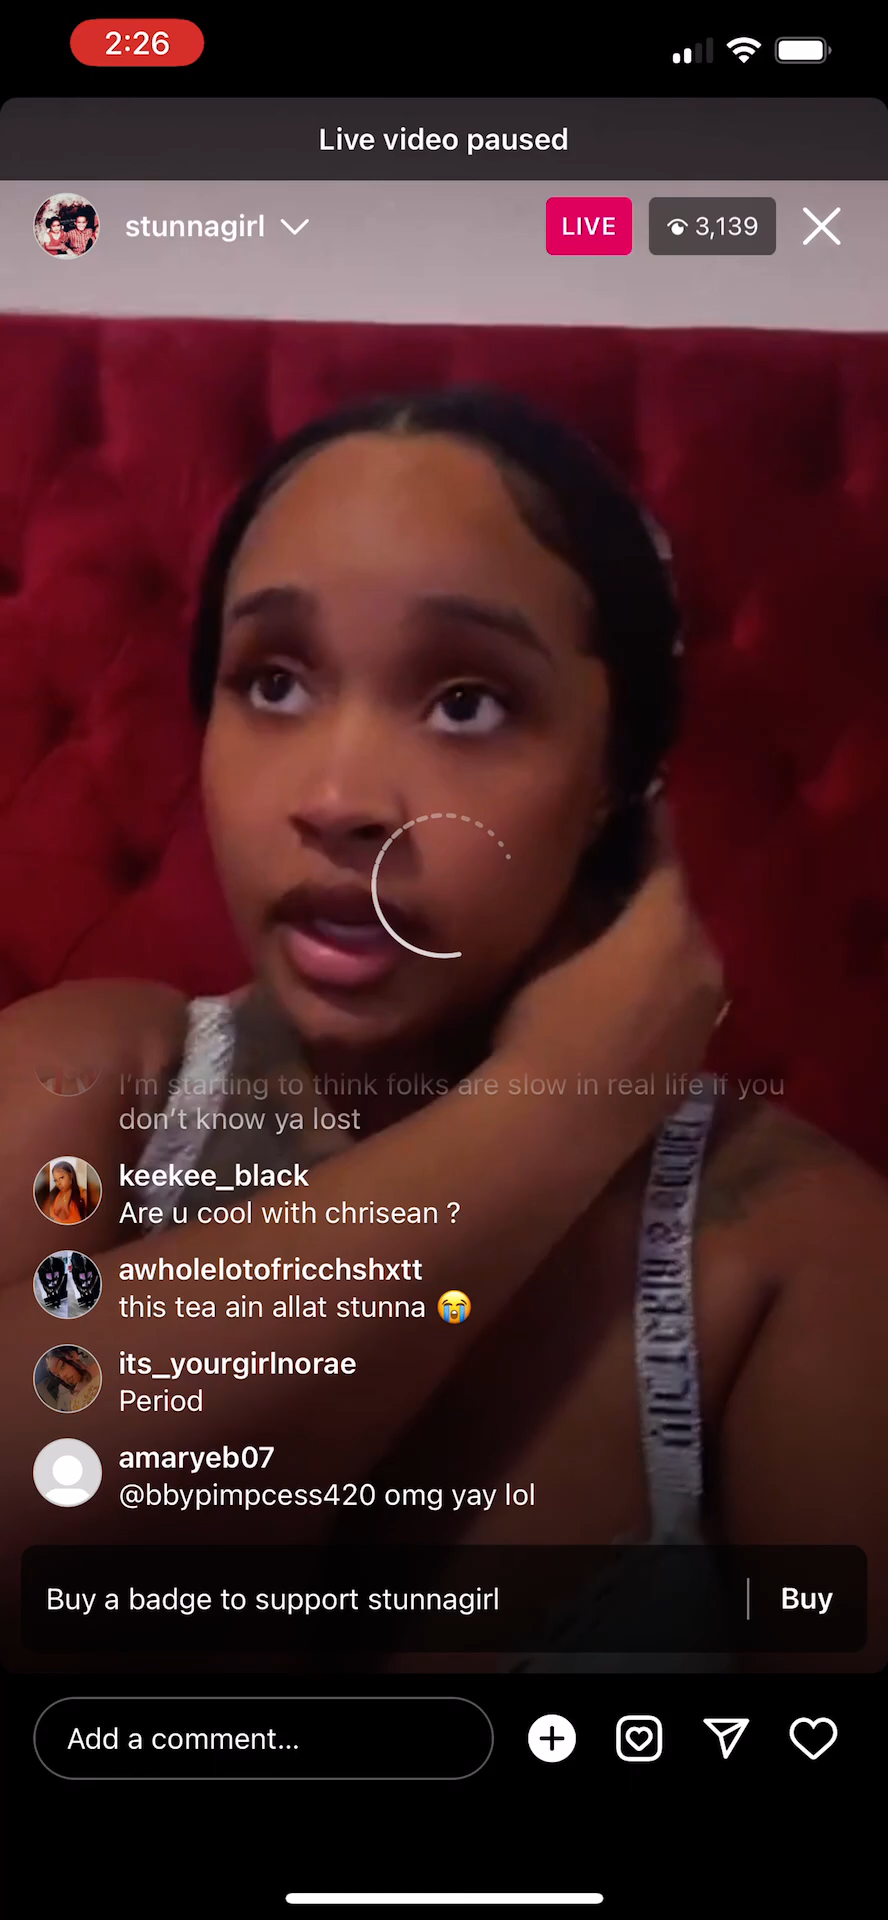 2:26
Live video paused
stunnagirl
LIVE
3,139
I'm starting to think folks are slow in real life if you
don't know ya lost
keekee_black
Are u cool with chrisean ?
awholelotofricchshxtt
this tea ain allat stunna 😭
its_yourgirlnorae
Period
amaryeb07
@bbypimpcess420 omg yay lol
Buy a badge to support stunnagirl
Buy
Add a comment...